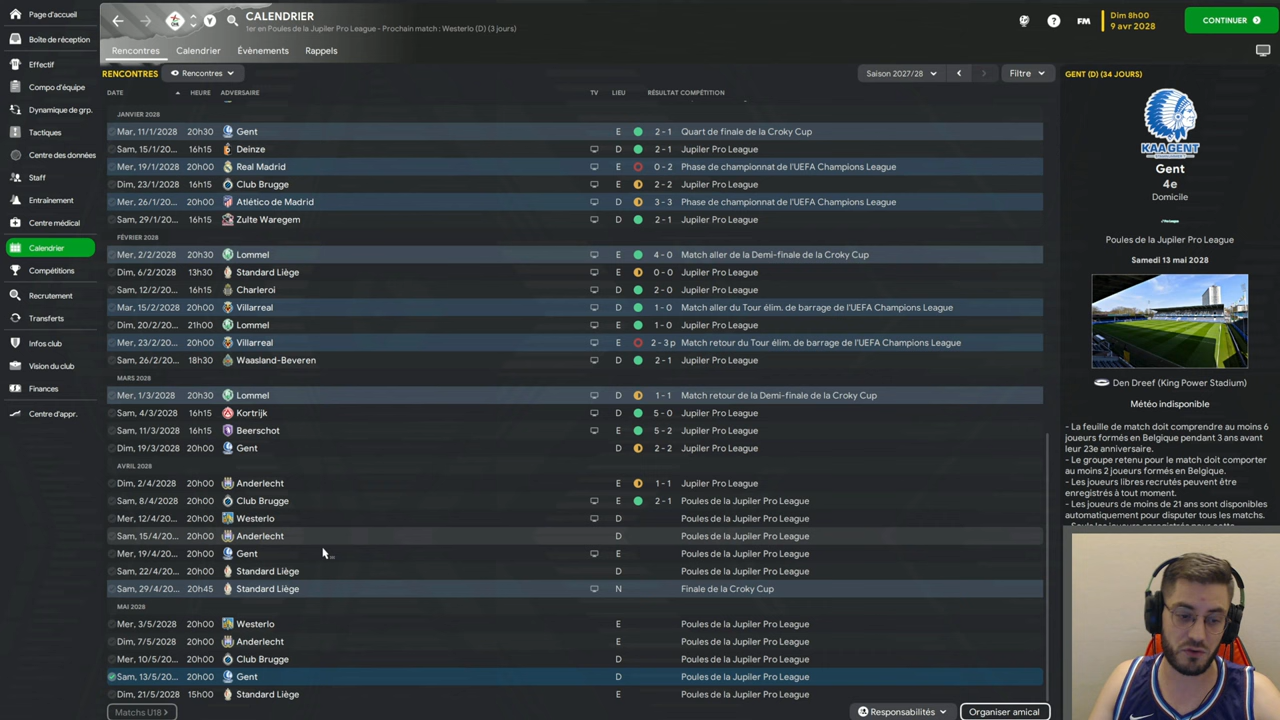 Page d'accueil
Boîte de réception
Effectif
Compo d'équipe
Dynamique de grp.
Tactiques
Centre des données
Staff
Entraînement
Centre médical
Calendrier
Compétitions
Recrutement
Transferts
Infos club
Vision du club
Finances
Centre d'appr.
CALENDRIER
1er en Poules de la Jupiler Pro League - Prochain match : Westerlo (D) (3 jours)
FM
Dim 8h00
9 avr 2028
CONTINUER
Rencontres Calendrier Évènements Rappels
RENCONTRES Rencontres Saison 2027/28 Filtre
DATE HEURE ADVERSAIRE TV LIEU RÉSULTAT COMPÉTITION
JANVIER 2028
Mar, 11/1/2028 20h30 Gent E 2 - 1 Quart de finale de la Croky Cup
Sam, 15/1/20... 16h15 Deinze D 2 - 1 Jupiler Pro League
Mer, 19/1/2028 20h00 Real Madrid E 0 - 2 Phase de championnat de l'UEFA Champions League
Dim, 23/1/2028 16h15 Club Brugge E 2 - 2 Jupiler Pro League
Mer, 26/1/20... 20h00 Atlético de Madrid D 3 - 3 Phase de championnat de l'UEFA Champions League
Sam, 29/1/20... 16h15 Zulte Waregem D 2 - 1 Jupiler Pro League
FÉVRIER 2028
Mer, 2/2/2028 20h30 Lommel E 4 - 0 Match aller de la Demi-finale de la Croky Cup
Dim, 6/2/2028 13h30 Standard Liège E 0 - 0 Jupiler Pro League
Sam, 12/2/20... 16h15 Charleroi D 2 - 0 Jupiler Pro League
Mar, 15/2/2028 20h00 Villarreal D 1 - 0 Match aller du Tour élim. de barrage de l'UEFA Champions League
Dim, 20/2/20... 21h00 Lommel E 1 - 0 Jupiler Pro League
Mer, 23/2/20... 20h00 Villarreal E 2 - 3 p Match retour du Tour élim. de barrage de l'UEFA Champions League
Sam, 26/2/20... 18h30 Waasland-Beveren D 2 - 1 Jupiler Pro League
MARS 2028
Mer, 1/3/2028 20h30 Lommel D 1 - 1 Match retour de la Demi-finale de la Croky Cup
Sam, 4/3/2028 16h15 Kortrijk D 5 - 0 Jupiler Pro League
Sam, 11/3/2028 16h15 Beerschot E 5 - 2 Jupiler Pro League
Dim, 19/3/2028 20h00 Gent D 2 - 2 Jupiler Pro League
AVRIL 2028
Dim, 2/4/2028 20h00 Anderlecht E 1 - 1 Jupiler Pro League
Sam, 8/4/2028 20h00 Club Brugge E 2 - 1 Poules de la Jupiler Pro League
Mer, 12/4/20... 20h00 Westerlo D Poules de la Jupiler Pro League
Sam, 15/4/20... 20h00 Anderlecht D Poules de la Jupiler Pro League
Mer, 19/4/20... 20h00 Gent E Poules de la Jupiler Pro League
Sam, 22/4/20... 20h00 Standard Liège D Poules de la Jupiler Pro League
Sam, 29/4/20... 20h45 Standard Liège N Finale de la Croky Cup
MAI 2028
Mer, 3/5/2028 20h00 Westerlo E Poules de la Jupiler Pro League
Dim, 7/5/2028 20h00 Anderlecht E Poules de la Jupiler Pro League
Mer, 10/5/20... 20h00 Club Brugge D Poules de la Jupiler Pro League
Sam, 13/5/20... 20h00 Gent D Poules de la Jupiler Pro League
Dim, 21/5/2028 15h00 Standard Liège E Poules de la Jupiler Pro League
Matchs U18 > Responsabilités Organiser amical
GENT (D) (34 JOURS)
KAA GENT
Gent
4e
Domicile
Poules de la Jupiler Pro League
Samedi 13 mai 2028
Den Dreef (King Power Stadium)
Météo indisponible
- La feuille de match doit comprendre au moins 6
joueurs formés en Belgique pendant 3 ans avant
leur 23e anniversaire.
- Le groupe retenu pour le match doit comporter
au moins 2 joueurs formés en Belgique.
- Les joueurs libres recrutés peuvent être
enregistrés à tout moment.
- Les joueurs de moins de 21 ans sont disponibles
automatiquement pour disputer tous les matchs.